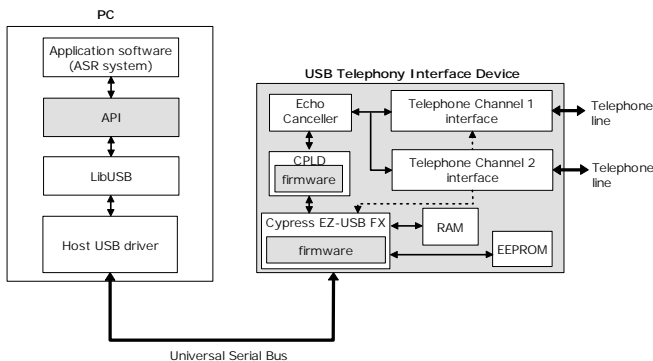 PC
Application software
(ASR system)
API
LibUSB
Host USB driver
USB Telephony Interface Device
Echo
Canceller
Telephone Channel 1
interface
Telephone
line
CPLD
firmware
Telephone Channel 2
interface
Telephone
line
Cypress EZ-USB FX
firmware
RAM
EEPROM
Universal Serial Bus